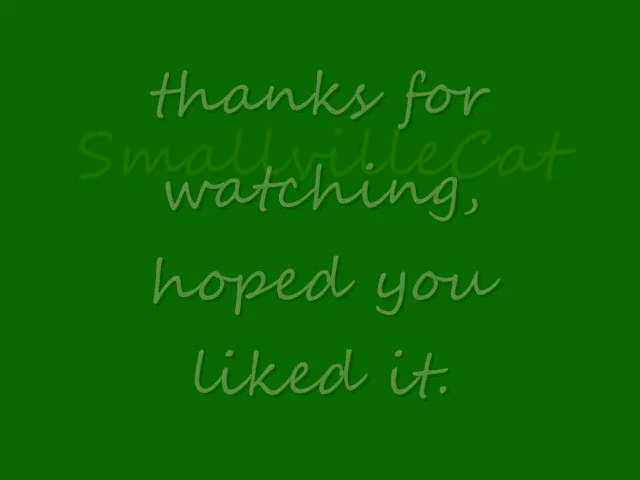 thanks for
SmallvilleCat
watching,
hoped you
liked it.